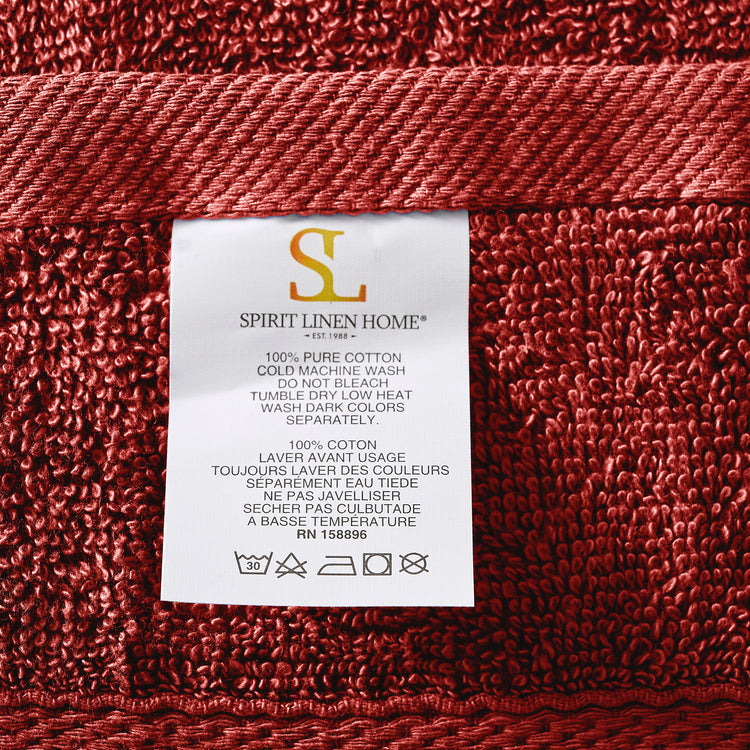 SL
SPIRIT LINEN HOME®
EST. 1988
100% PURE COTTON
COLD MACHINE WASH
DO NOT BLEACH
TUMBLE DRY LOW HEAT
WASH DARK COLORS
SEPARATELY.
100% COTON
LAVER AVANT USAGE
TOUJOURS LAVER DES COULEURS
SÉPARÉMENT EAU TIEDE
NE PAS JAVELLISER
SECHER PAS CULBUTADE
A BASSE TEMPÉRATURE
RN 158896
30